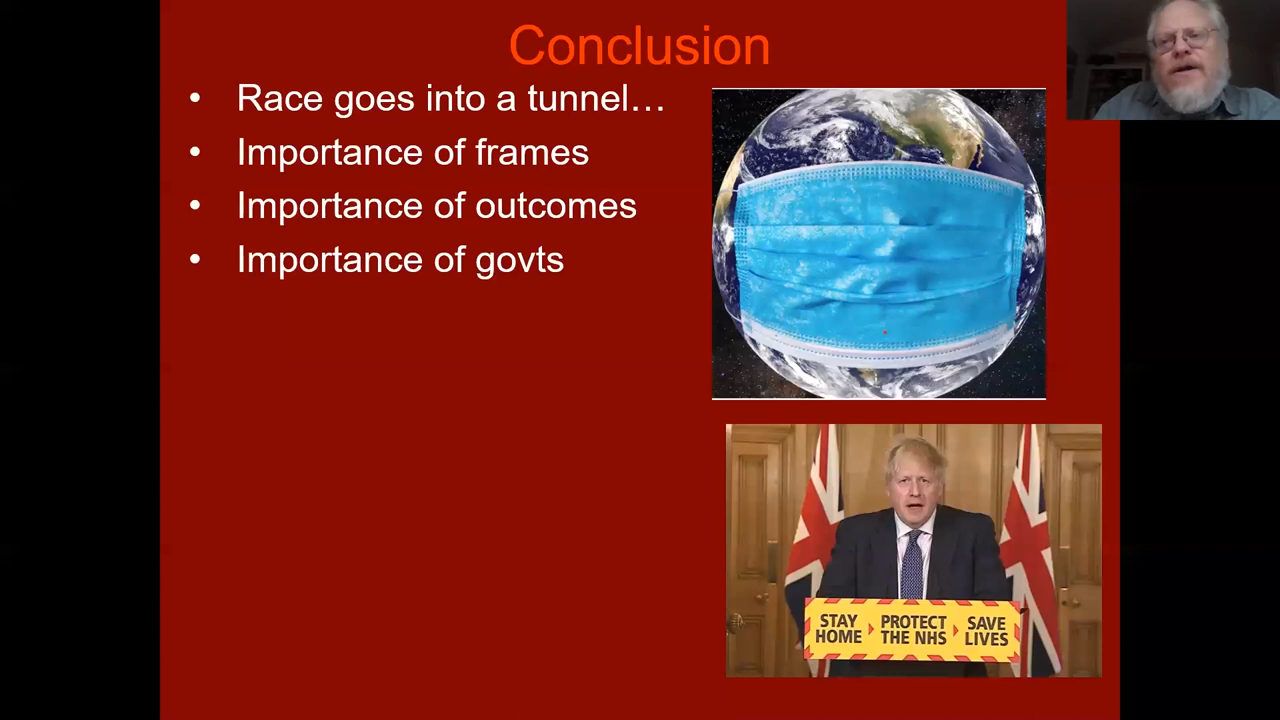 Conclusion
• Race goes into a tunnel…
• Importance of frames
• Importance of outcomes
• Importance of govts
STAY HOME
PROTECT THE NHS
SAVE LIVES